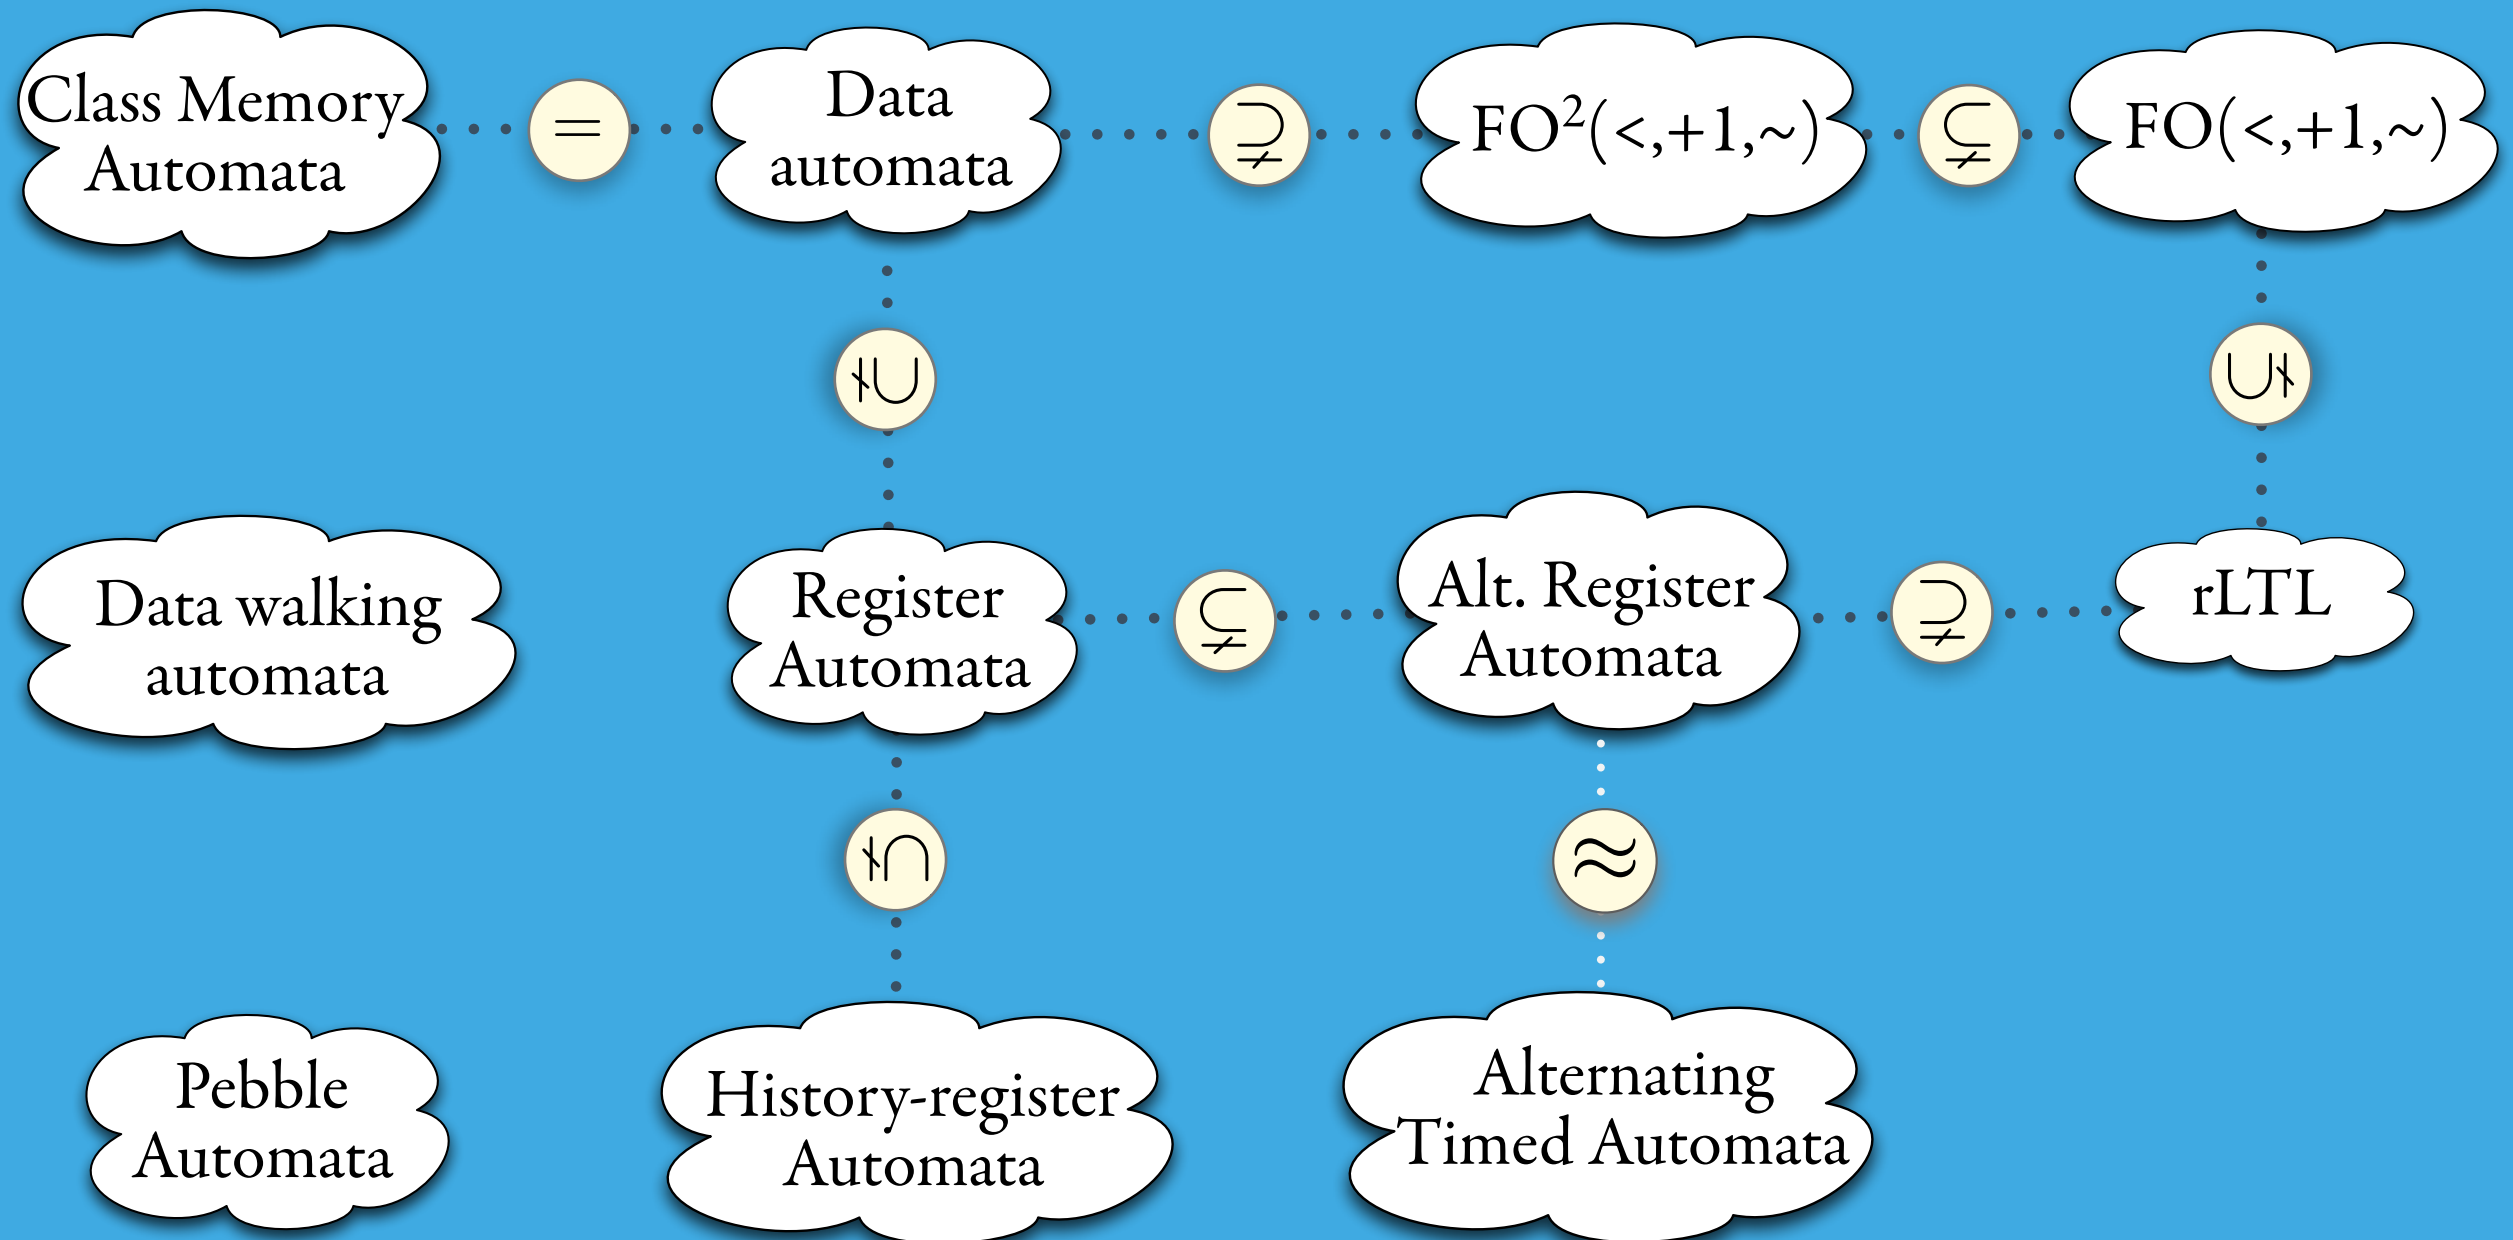 Class Memory
Automata
=
Data
automata
⊋
FO²(<,+1,~)
⊊
FO(<,+1,~)
⊊
⊊
Data walking
automata
Register
Automata
⊊
Alt. Register
Automata
⊋
rLTL
⊊
≈
Pebble
Automata
History-register
Automata
Alternating
Timed Automata